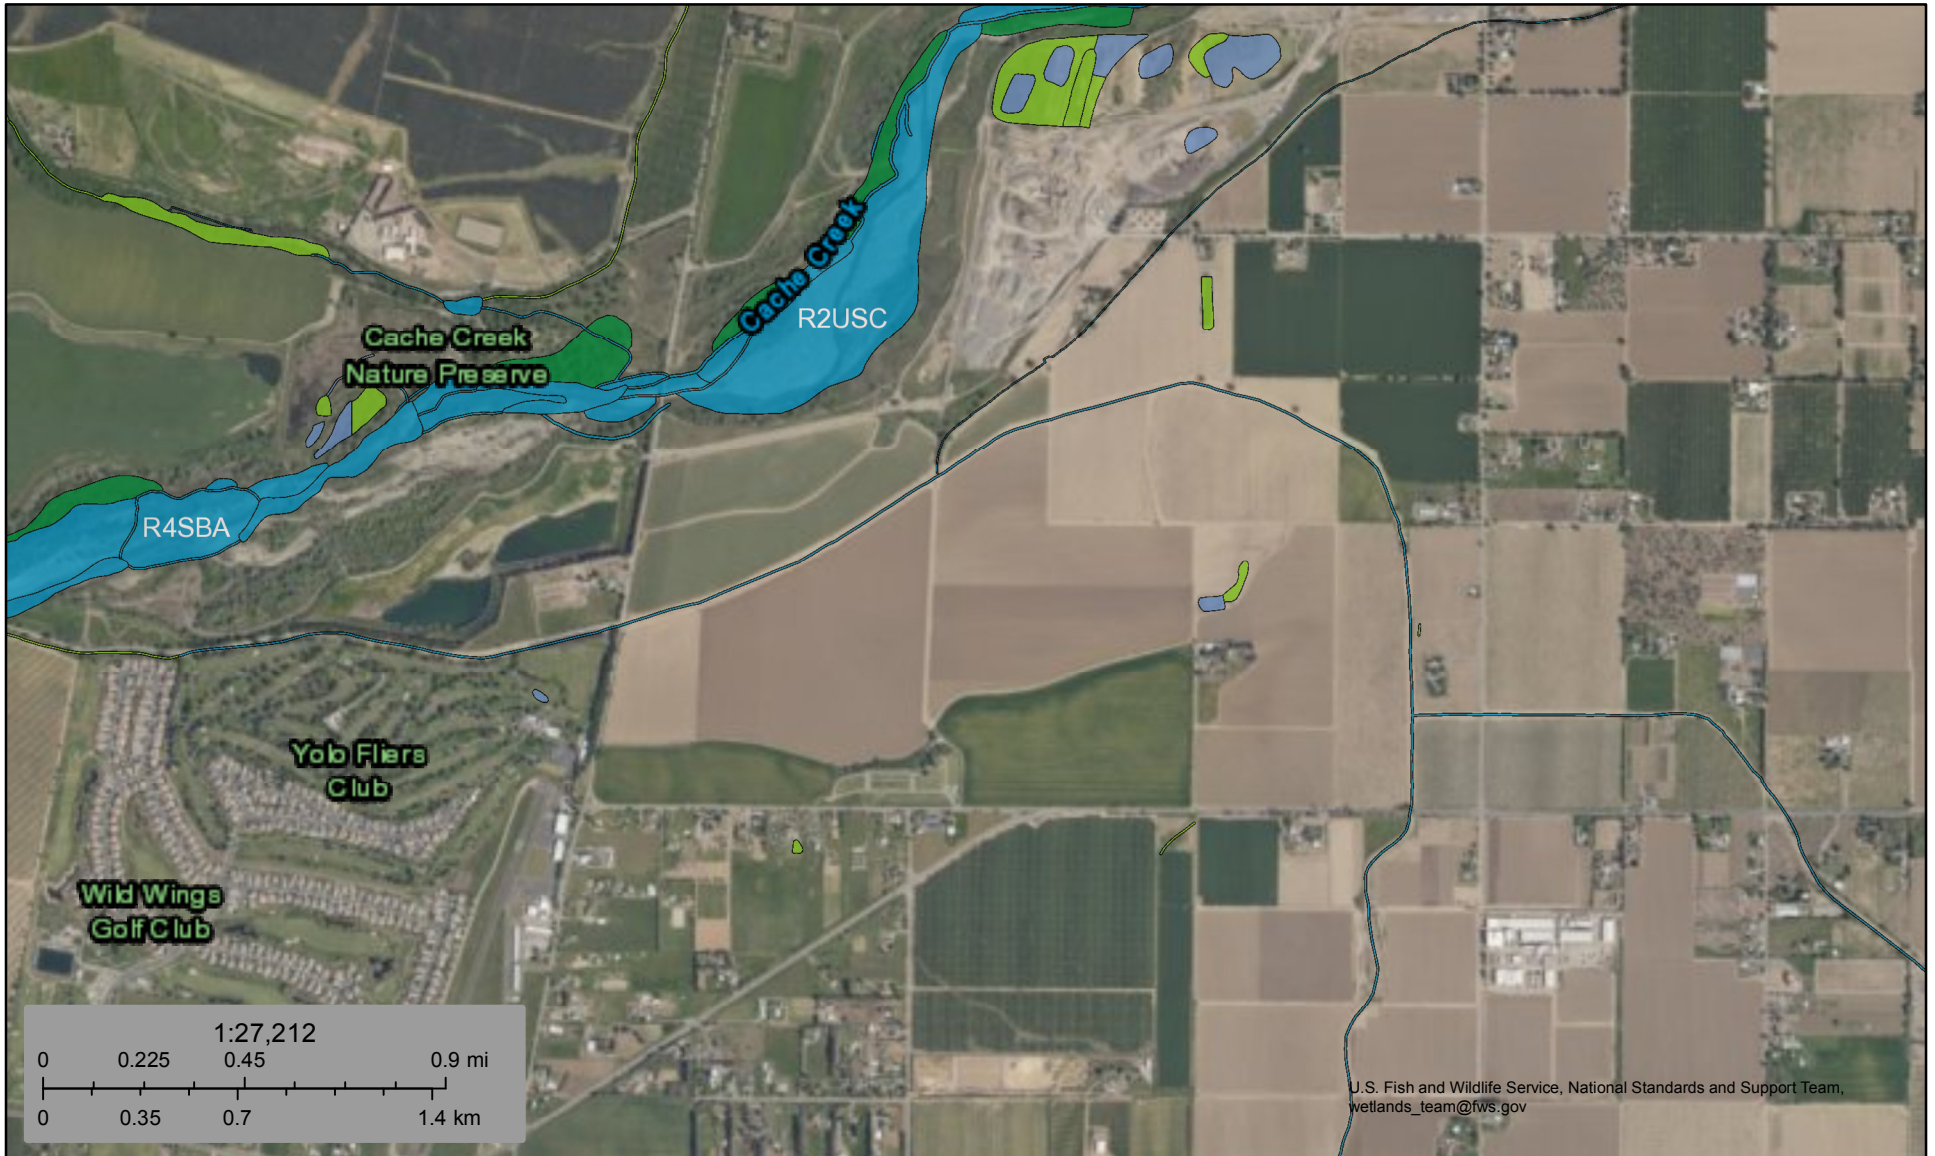 Cache Creek
R2USC
Cache Creek
Nature Preserve
R4SBA
Yolo Fliers
Club
Wild Wings
Golf Club
1:27,212
0 0.225 0.45 0.9 mi
0 0.35 0.7 1.4 km
U.S. Fish and Wildlife Service, National Standards and Support Team,
wetlands_team@fws.gov